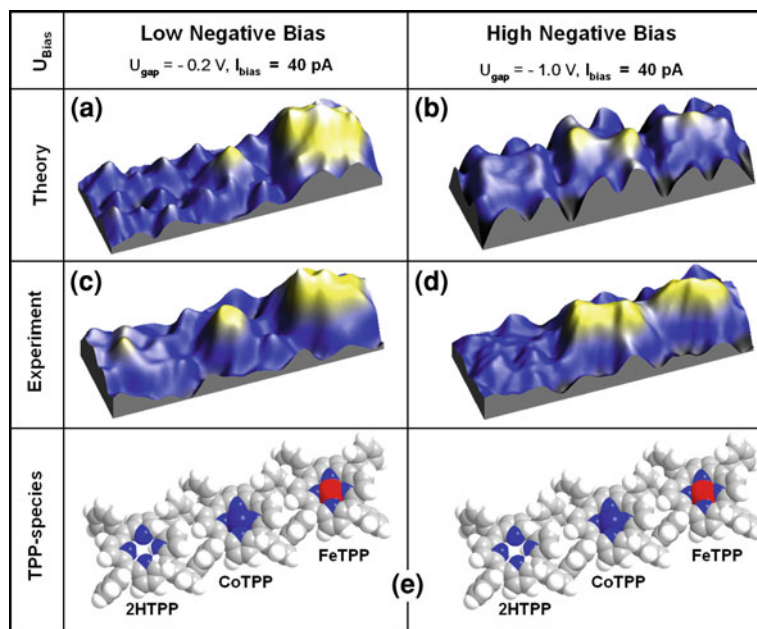 U_Bias
Low Negative Bias
U_gap = - 0.2 V, I_bias = 40 pA
High Negative Bias
U_gap = - 1.0 V, I_bias = 40 pA
Theory
(a)
(b)
Experiment
(c)
(d)
TPP-species
2HTPP
CoTPP
FeTPP
(e)
2HTPP
CoTPP
FeTPP